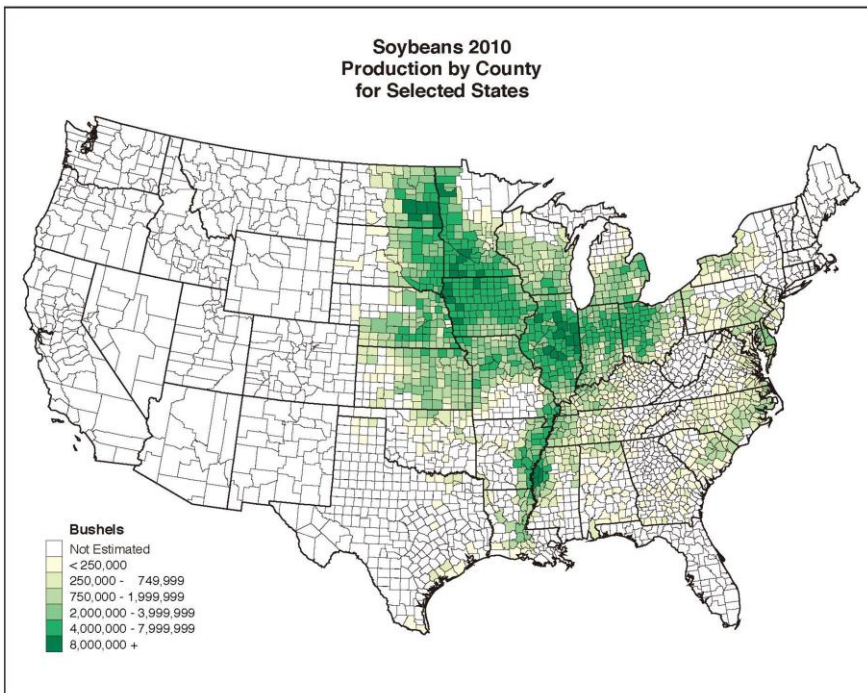 Soybeans 2010
Production by County
for Selected States
Bushels
Not Estimated
< 250,000
250,000 - 749,999
750,000 - 1,999,999
2,000,000 - 3,999,999
4,000,000 - 7,999,999
8,000,000 +